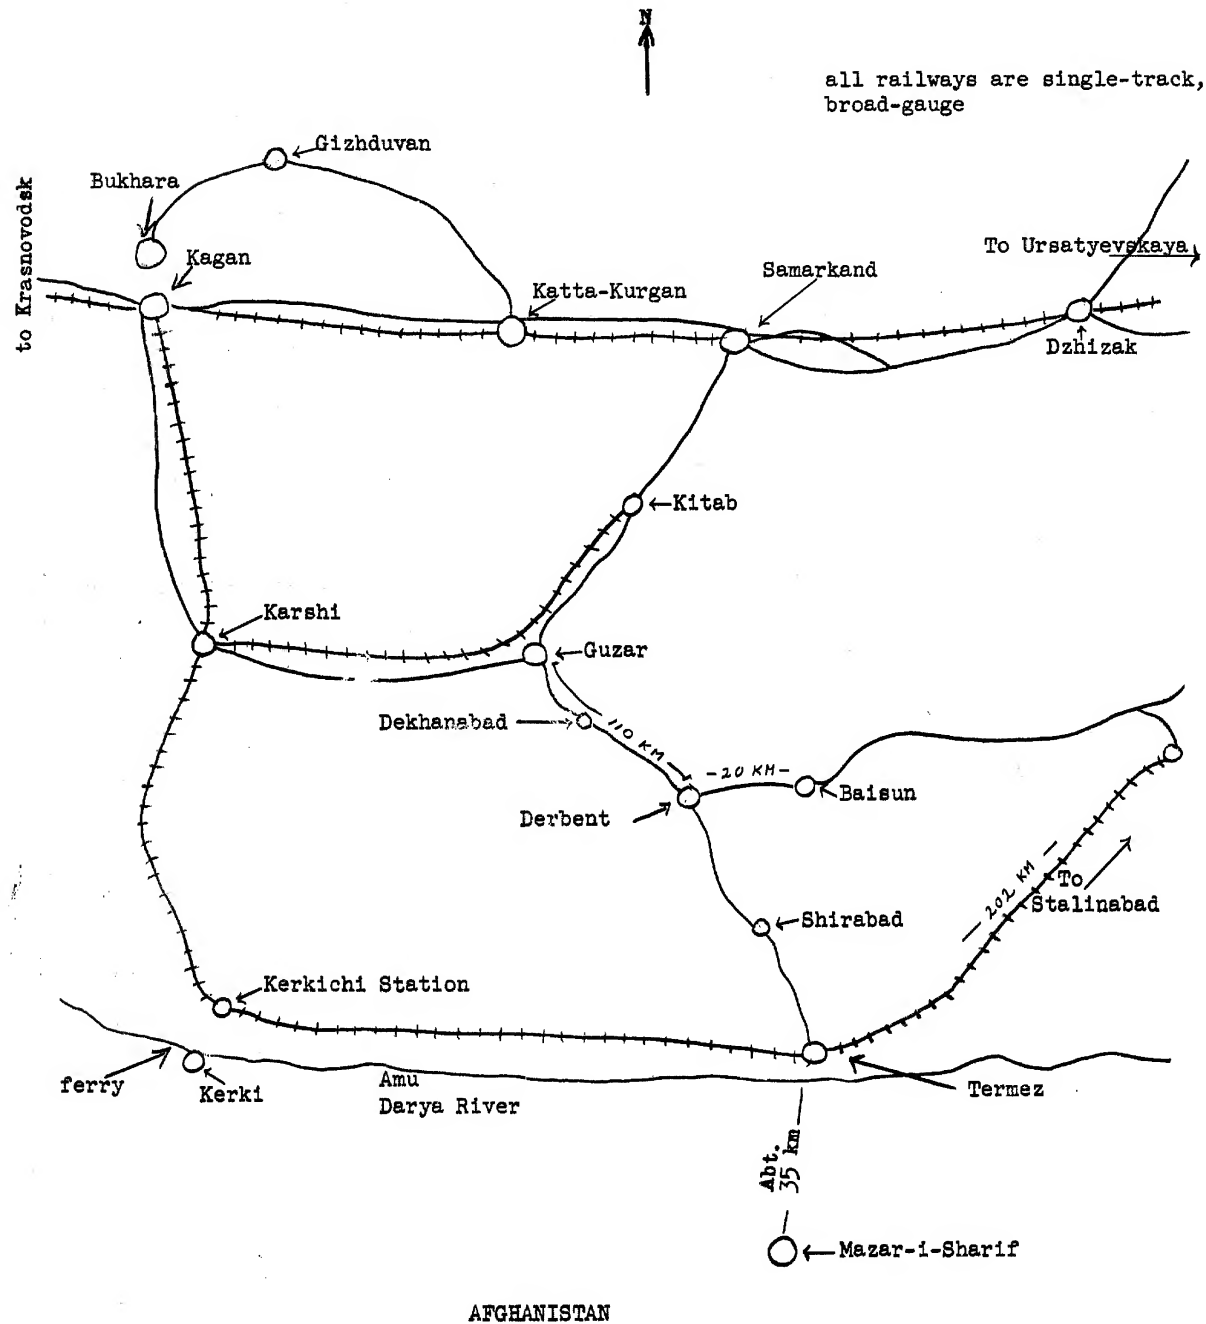 N
all railways are single-track,
broad-gauge
Gizhduvan
Bukhara
to Krasnovodsk
Kagan
To Ursatyevskaya
Samarkand
Katta-Kurgan
Dzhizak
Kitab
Karshi
Guzar
Dekhanabad
110 KM
-20 KM-
Baisun
Derbent
202 KM
To
Stalinabad
Shirabad
Kerkichi Station
ferry
Kerki
Amu
Darya River
Termez
Abt.
35 km
Mazar-i-Sharif
AFGHANISTAN